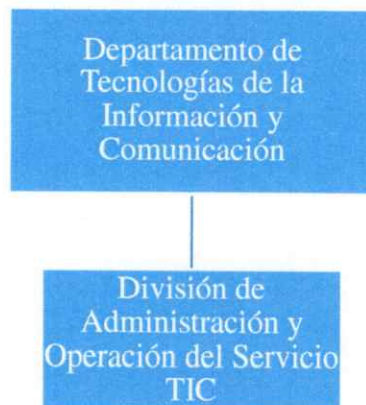 Departamento de
Tecnologías de la
Información y
Comunicación
División de
Administración y
Operación del Servicio
TIC